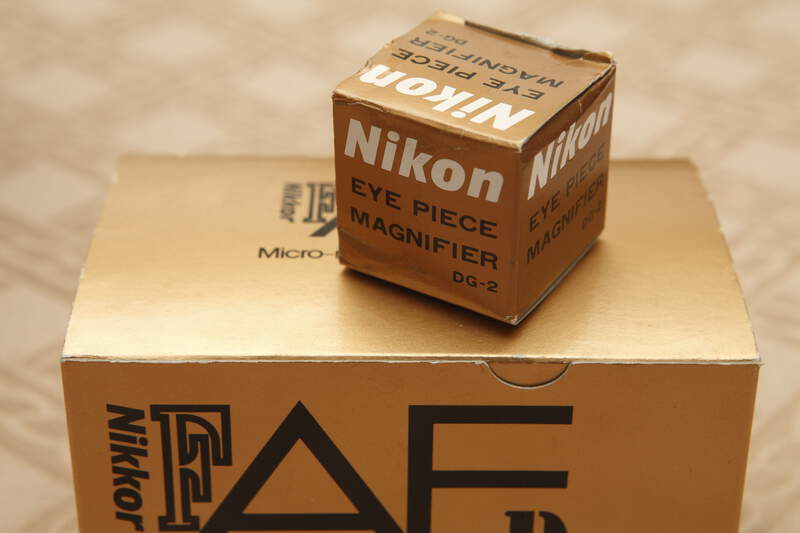 Nikon
EYE PIECE
MAGNIFIER
DG-2
Nikon
EYE PIECE
MAGNIFIER
DG-2
Nikon
EYE PIECE
MAGNIFIER
DG-2
Nikkor
Micro-
Nikkor
AF